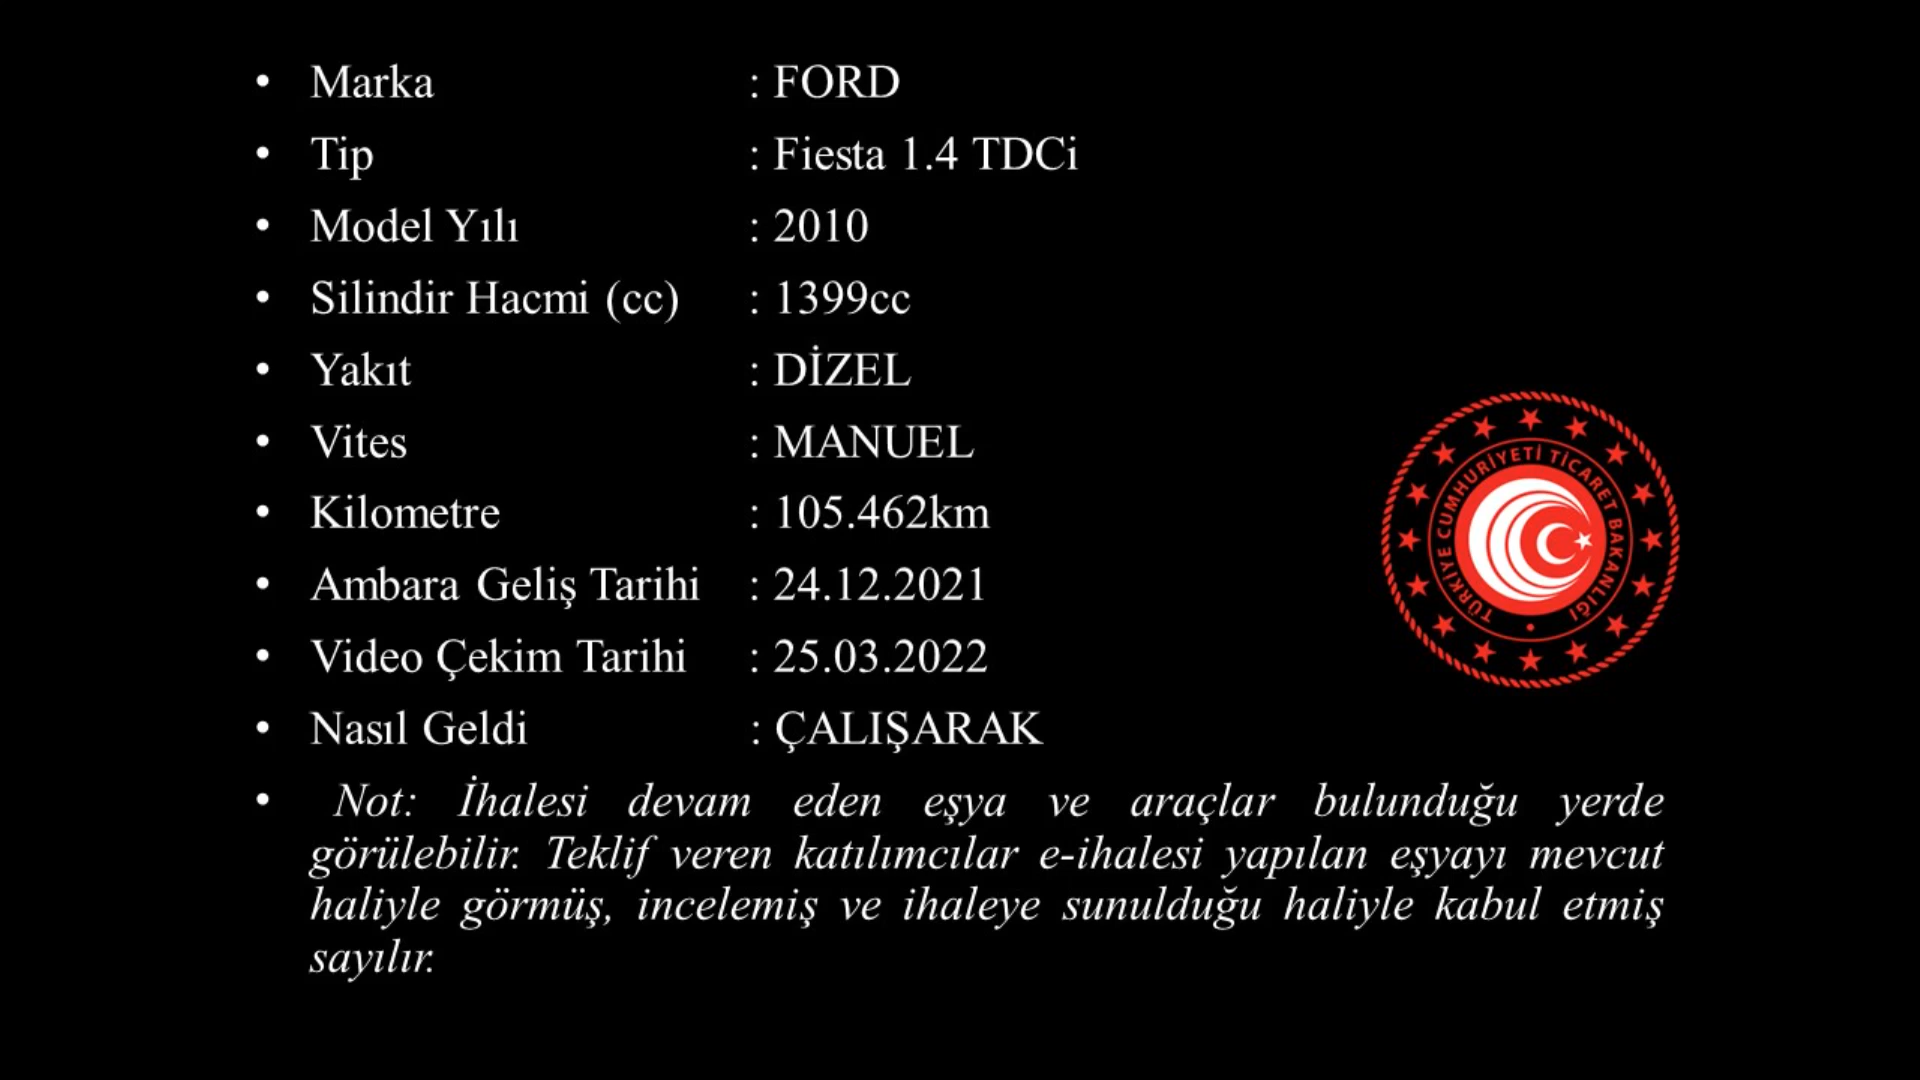 • Marka : FORD
• Tip : Fiesta 1.4 TDCi
• Model Yılı : 2010
• Silindir Hacmi (cc) : 1399cc
• Yakıt : DİZEL
• Vites : MANUEL
• Kilometre : 105.462km
• Ambara Geliş Tarihi : 24.12.2021
• Video Çekim Tarihi : 25.03.2022
• Nasıl Geldi : ÇALIŞARAK
• Not: İhalesi devam eden eşya ve araçlar bulunduğu yerde
görülebilir. Teklif veren katılımcılar e-ihalesi yapılan eşyayı mevcut
haliyle görmüş, incelemiş ve ihaleye sunulduğu haliyle kabul etmiş
sayılır.
TÜRKİYE CUMHURİYETİ TİCARET BAKANLIĞI